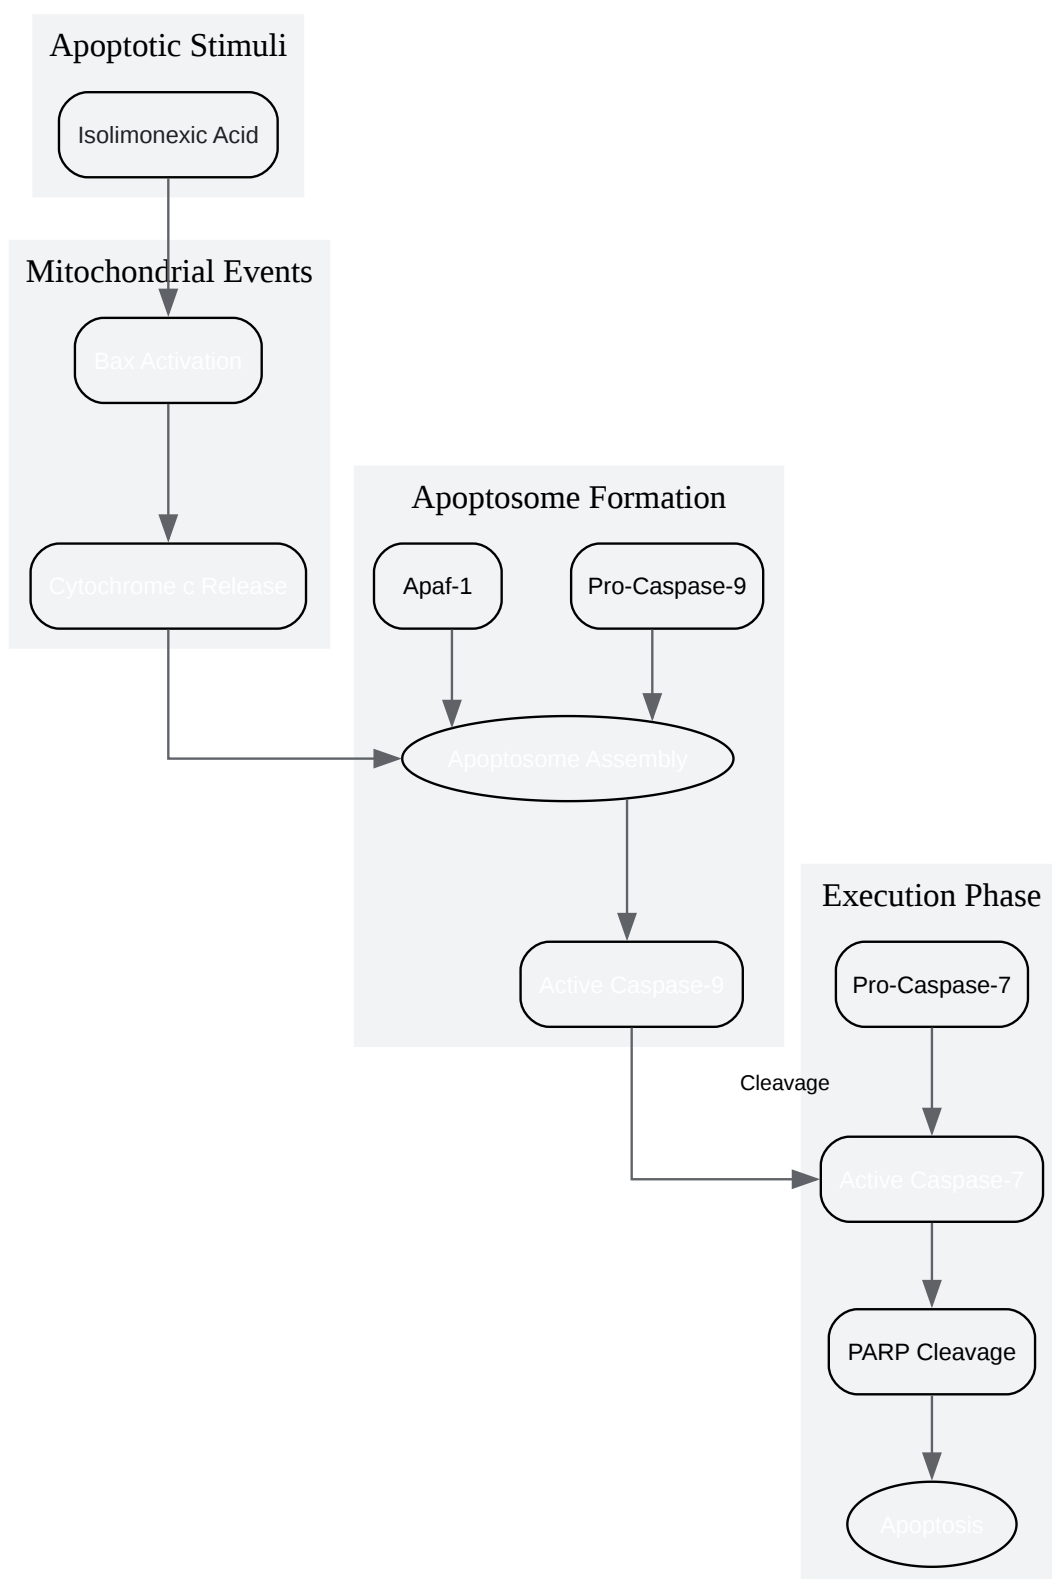 Apoptotic Stimuli
Isolimonexic Acid
Mitochondrial Events
Bax Activation
Cytochrome c Release
Apoptosome Formation
Apaf-1
Pro-Caspase-9
Apoptosome Assembly
Active Caspase-9
Execution Phase
Pro-Caspase-7
Cleavage
Active Caspase-7
PARP Cleavage
Apoptosis